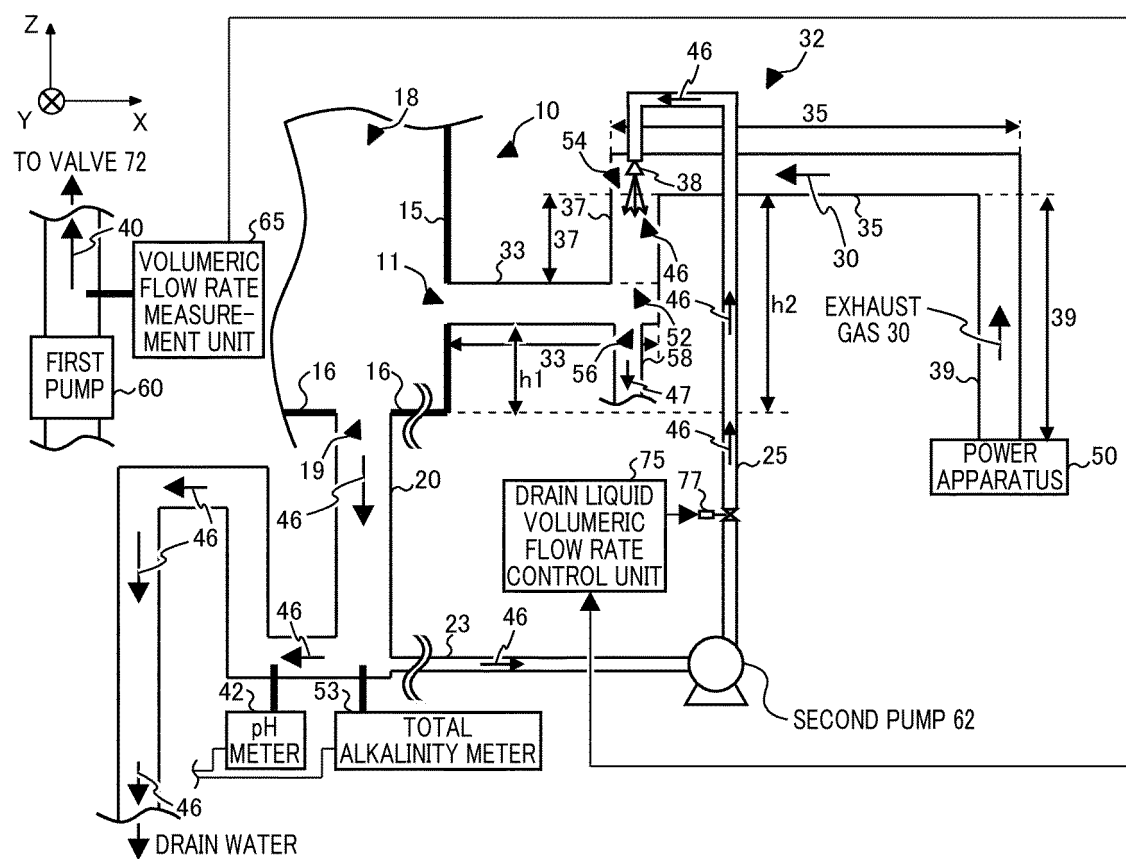 Z
Y
X
TO VALVE 72
40
65
VOLUMERIC
FLOW RATE
MEASURE-
MENT UNIT
FIRST
PUMP
60
18
10
15
11
33
33
h1
16
16
19
20
46
46
32
35
54
38
37
37
46
46
52
56
58
47
30
35
h2
EXHAUST
GAS 30
39
39
POWER
APPARATUS
50
46
25
75
77
DRAIN LIQUID
VOLUMERIC
FLOW RATE
CONTROL UNIT
46
46
46
23
46
42
53
pH
METER
TOTAL
ALKALINITY METER
SECOND PUMP 62
46
DRAIN WATER